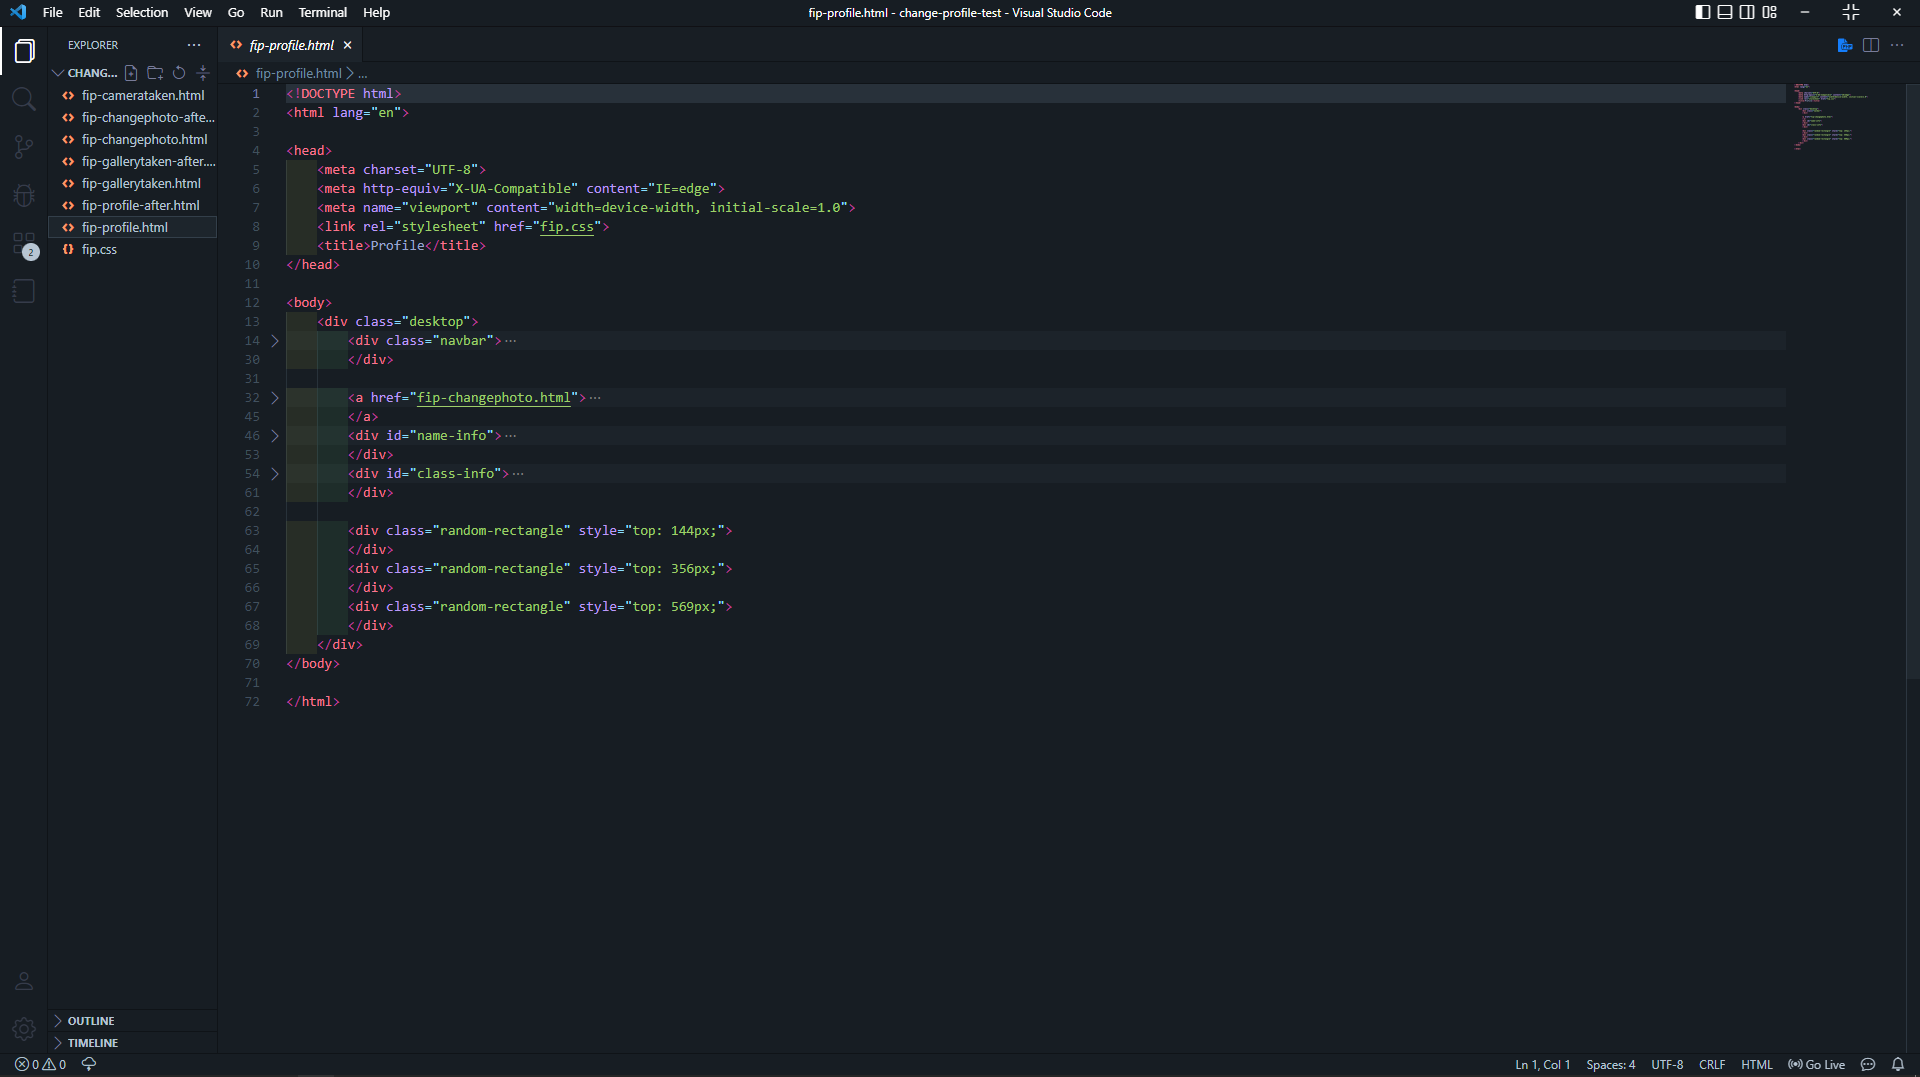 File Edit Selection View Go Run Terminal Help
fip-profile.html - change-profile-test - Visual Studio Code
EXPLORER
CHANG...
fip-camerataken.html
fip-changephoto-afte...
fip-changephoto.html
fip-gallerytaken-after....
fip-gallerytaken.html
fip-profile-after.html
fip-profile.html
fip.css
2
OUTLINE
TIMELINE
fip-profile.html
fip-profile.html > ...
1 <!DOCTYPE html>
2 <html lang="en">
3
4 <head>
5 <meta charset="UTF-8">
6 <meta http-equiv="X-UA-Compatible" content="IE=edge">
7 <meta name="viewport" content="width=device-width, initial-scale=1.0">
8 <link rel="stylesheet" href="fip.css">
9 <title>Profile</title>
10 </head>
11
12 <body>
13 <div class="desktop">
14 <div class="navbar">...
30 </div>
31
32 <a href="fip-changephoto.html">...
45 </a>
46 <div id="name-info">...
53 </div>
54 <div id="class-info">...
61 </div>
62
63 <div class="random-rectangle" style="top: 144px;">
64 </div>
65 <div class="random-rectangle" style="top: 356px;">
66 </div>
67 <div class="random-rectangle" style="top: 569px;">
68 </div>
69 </div>
70 </body>
71
72 </html>
0 0
Ln 1, Col 1 Spaces: 4 UTF-8 CRLF HTML Go Live